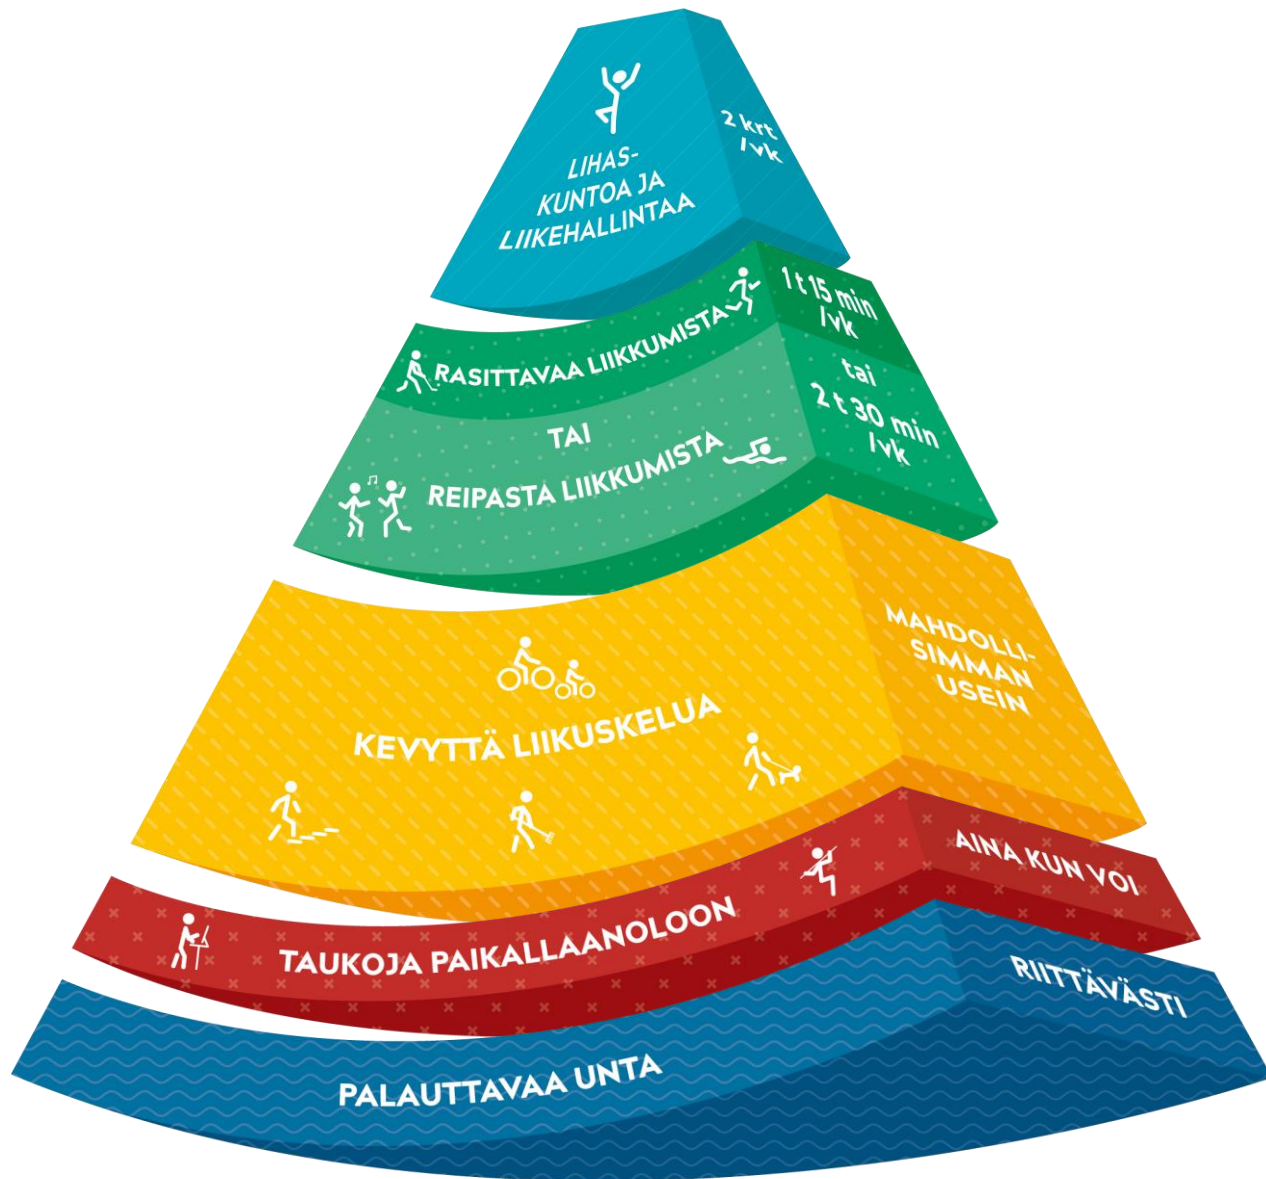 LIHAS-
KUNTOA JA
LIIKEHALLINTAA
2 krt
/vk
RASITTAVAA LIIKKUMISTA
1 t 15 min
/vk
TAI
tai
REIPASTA LIIKKUMISTA
2 t 30 min
/vk
KEVYTTÄ LIIKUSKELUA
MAHDOLLI-
SIMMAN
USEIN
TAUKOJA PAIKALLAANOLOON
AINA KUN VOI
PALAUTTAVAA UNTA
RIITTÄVÄSTI